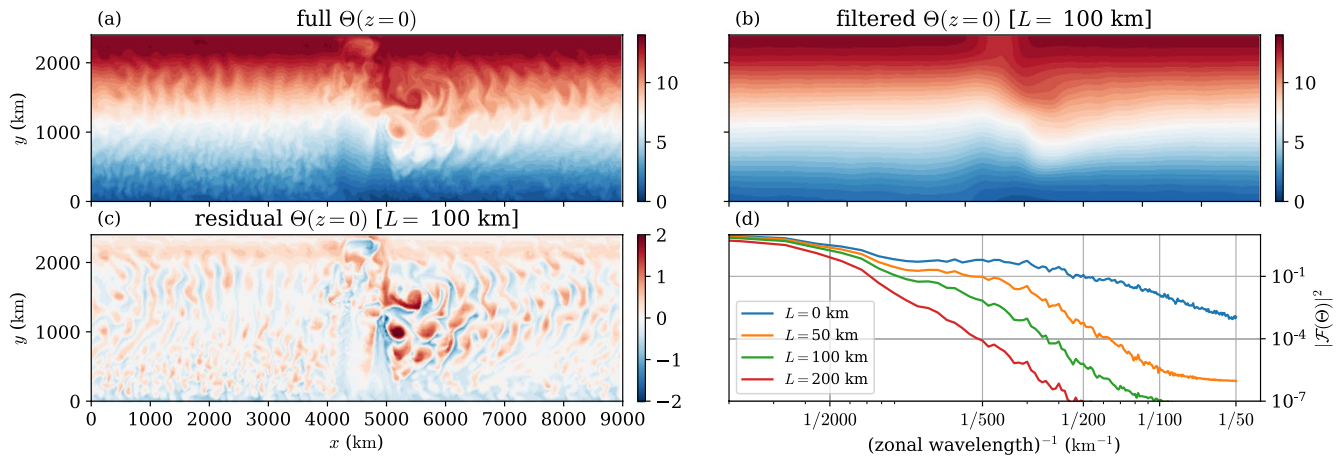 (a) full Θ(z=0)
2000
1000
0
y (km)
10
5
0
(b) filtered Θ(z=0) [L= 100 km]
10
5
0
(c) residual Θ(z=0) [L= 100 km]
2000
1000
0
y (km)
0 1000 2000 3000 4000 5000 6000 7000 8000 9000
x (km)
2
1
0
−1
−2
(d)
L=0 km
L=50 km
L=100 km
L=200 km
10⁻¹
10⁻⁴
10⁻⁷
|ℱ(Θ)|²
1/2000 1/500 1/200 1/100 1/50
(zonal wavelength)⁻¹ (km⁻¹)